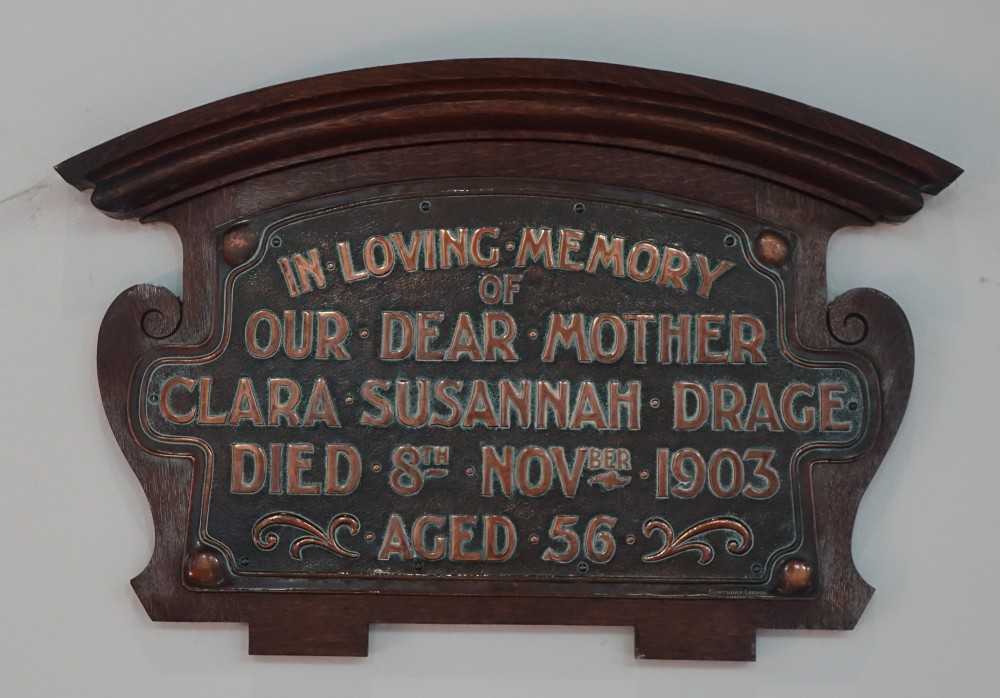 IN · LOVING · MEMORY
OF
OUR · DEAR · MOTHER
CLARA · SUSANNAH · DRAGE
DIED · 8TH · NOVBER · 1903
· AGED · 56 ·